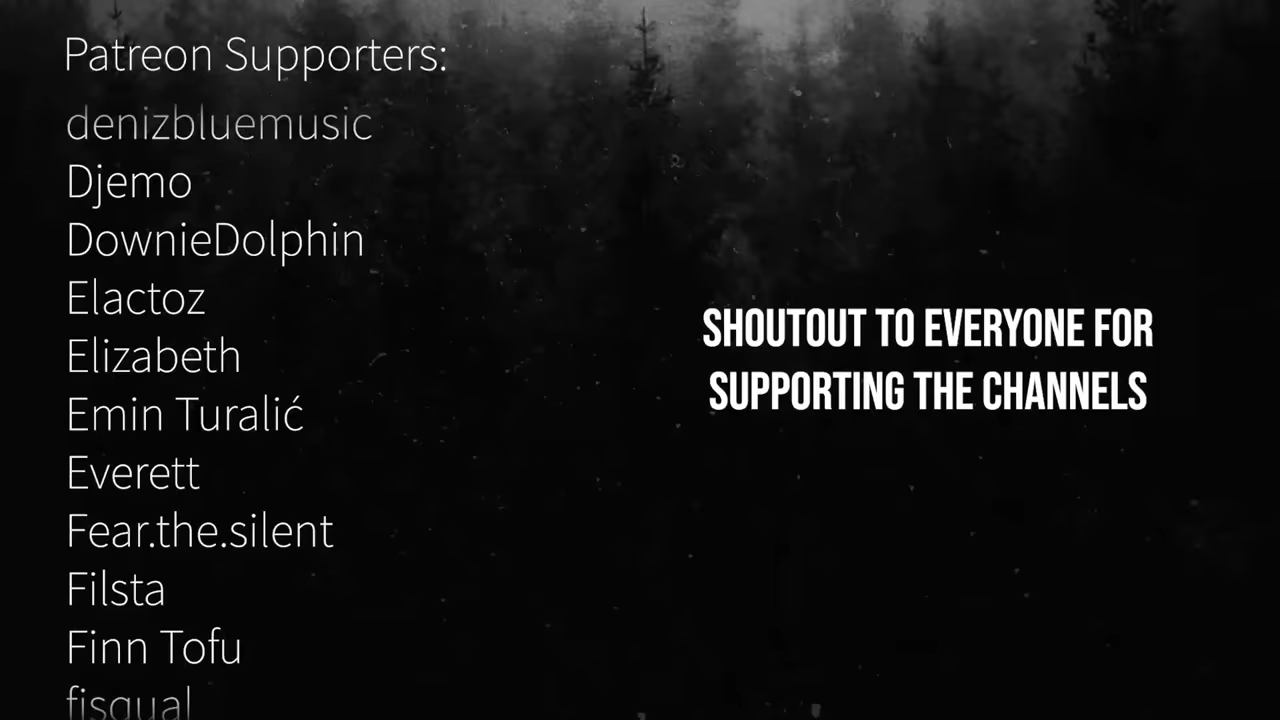 Patreon Supporters:
denizbluemusic
Djemo
DownieDolphin
Elactoz
Elizabeth
Emin Turalić
Everett
Fear.the.silent
Filsta
Finn Tofu
fisqual
SHOUTOUT TO EVERYONE FOR
SUPPORTING THE CHANNELS